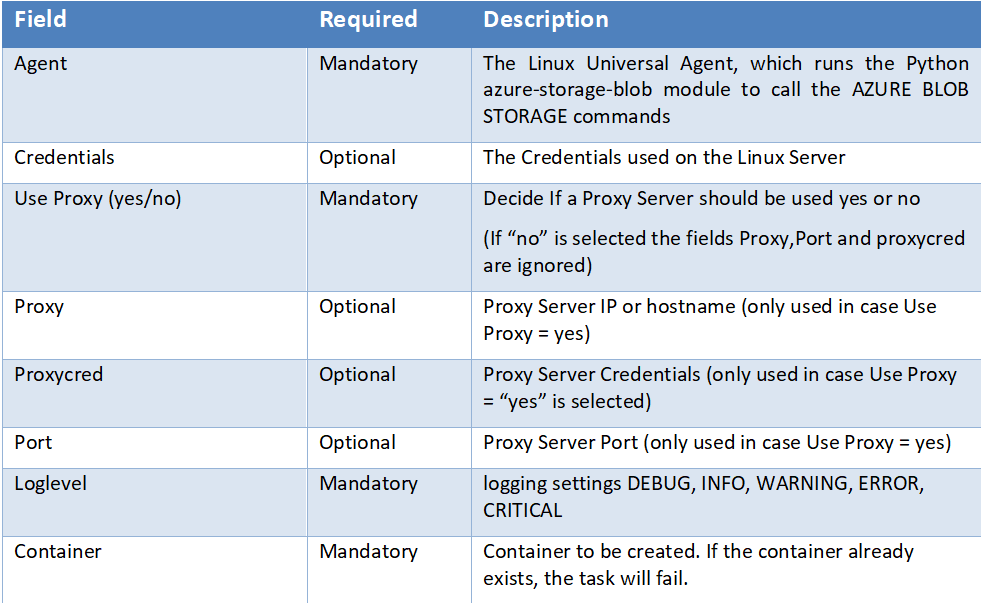 Field Required Description
Agent Mandatory The Linux Universal Agent, which runs the Python
azure-storage-blob module to call the AZURE BLOB
STORAGE commands
Credentials Optional The Credentials used on the Linux Server
Use Proxy (yes/no) Mandatory Decide If a Proxy Server should be used yes or no
(If “no” is selected the fields Proxy,Port and proxycred
are ignored)
Proxy Optional Proxy Server IP or hostname (only used in case Use
Proxy = yes)
Proxycred Optional Proxy Server Credentials (only used in case Use Proxy
= “yes” is selected)
Port Optional Proxy Server Port (only used in case Use Proxy = yes)
Loglevel Mandatory logging settings DEBUG, INFO, WARNING, ERROR,
CRITICAL
Container Mandatory Container to be created. If the container already
exists, the task will fail.